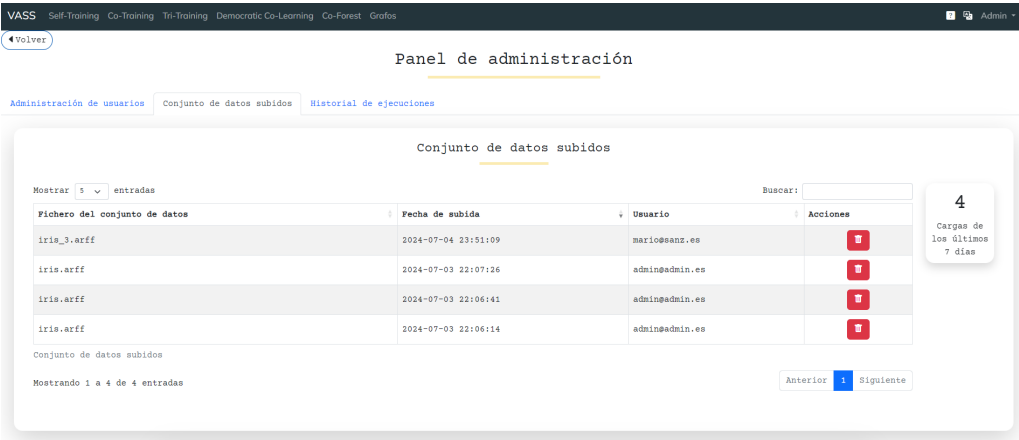 VASS Self-Training Co-Training Tri-Training Democratic Co-Learning Co-Forest Grafos ? Admin
Volver
Panel de administración
Administración de usuarios Conjunto de datos subidos Historial de ejecuciones
Conjunto de datos subidos
Mostrar 5 entradas Buscar:
Fichero del conjunto de datos Fecha de subida Usuario Acciones
iris_3.arff 2024-07-04 23:51:09 mario@sanz.es
iris.arff 2024-07-03 22:07:26 admin@admin.es
iris.arff 2024-07-03 22:06:41 admin@admin.es
iris.arff 2024-07-03 22:06:14 admin@admin.es
Conjunto de datos subidos
Mostrando 1 a 4 de 4 entradas Anterior 1 Siguiente
4
Cargas de
los últimos
7 días